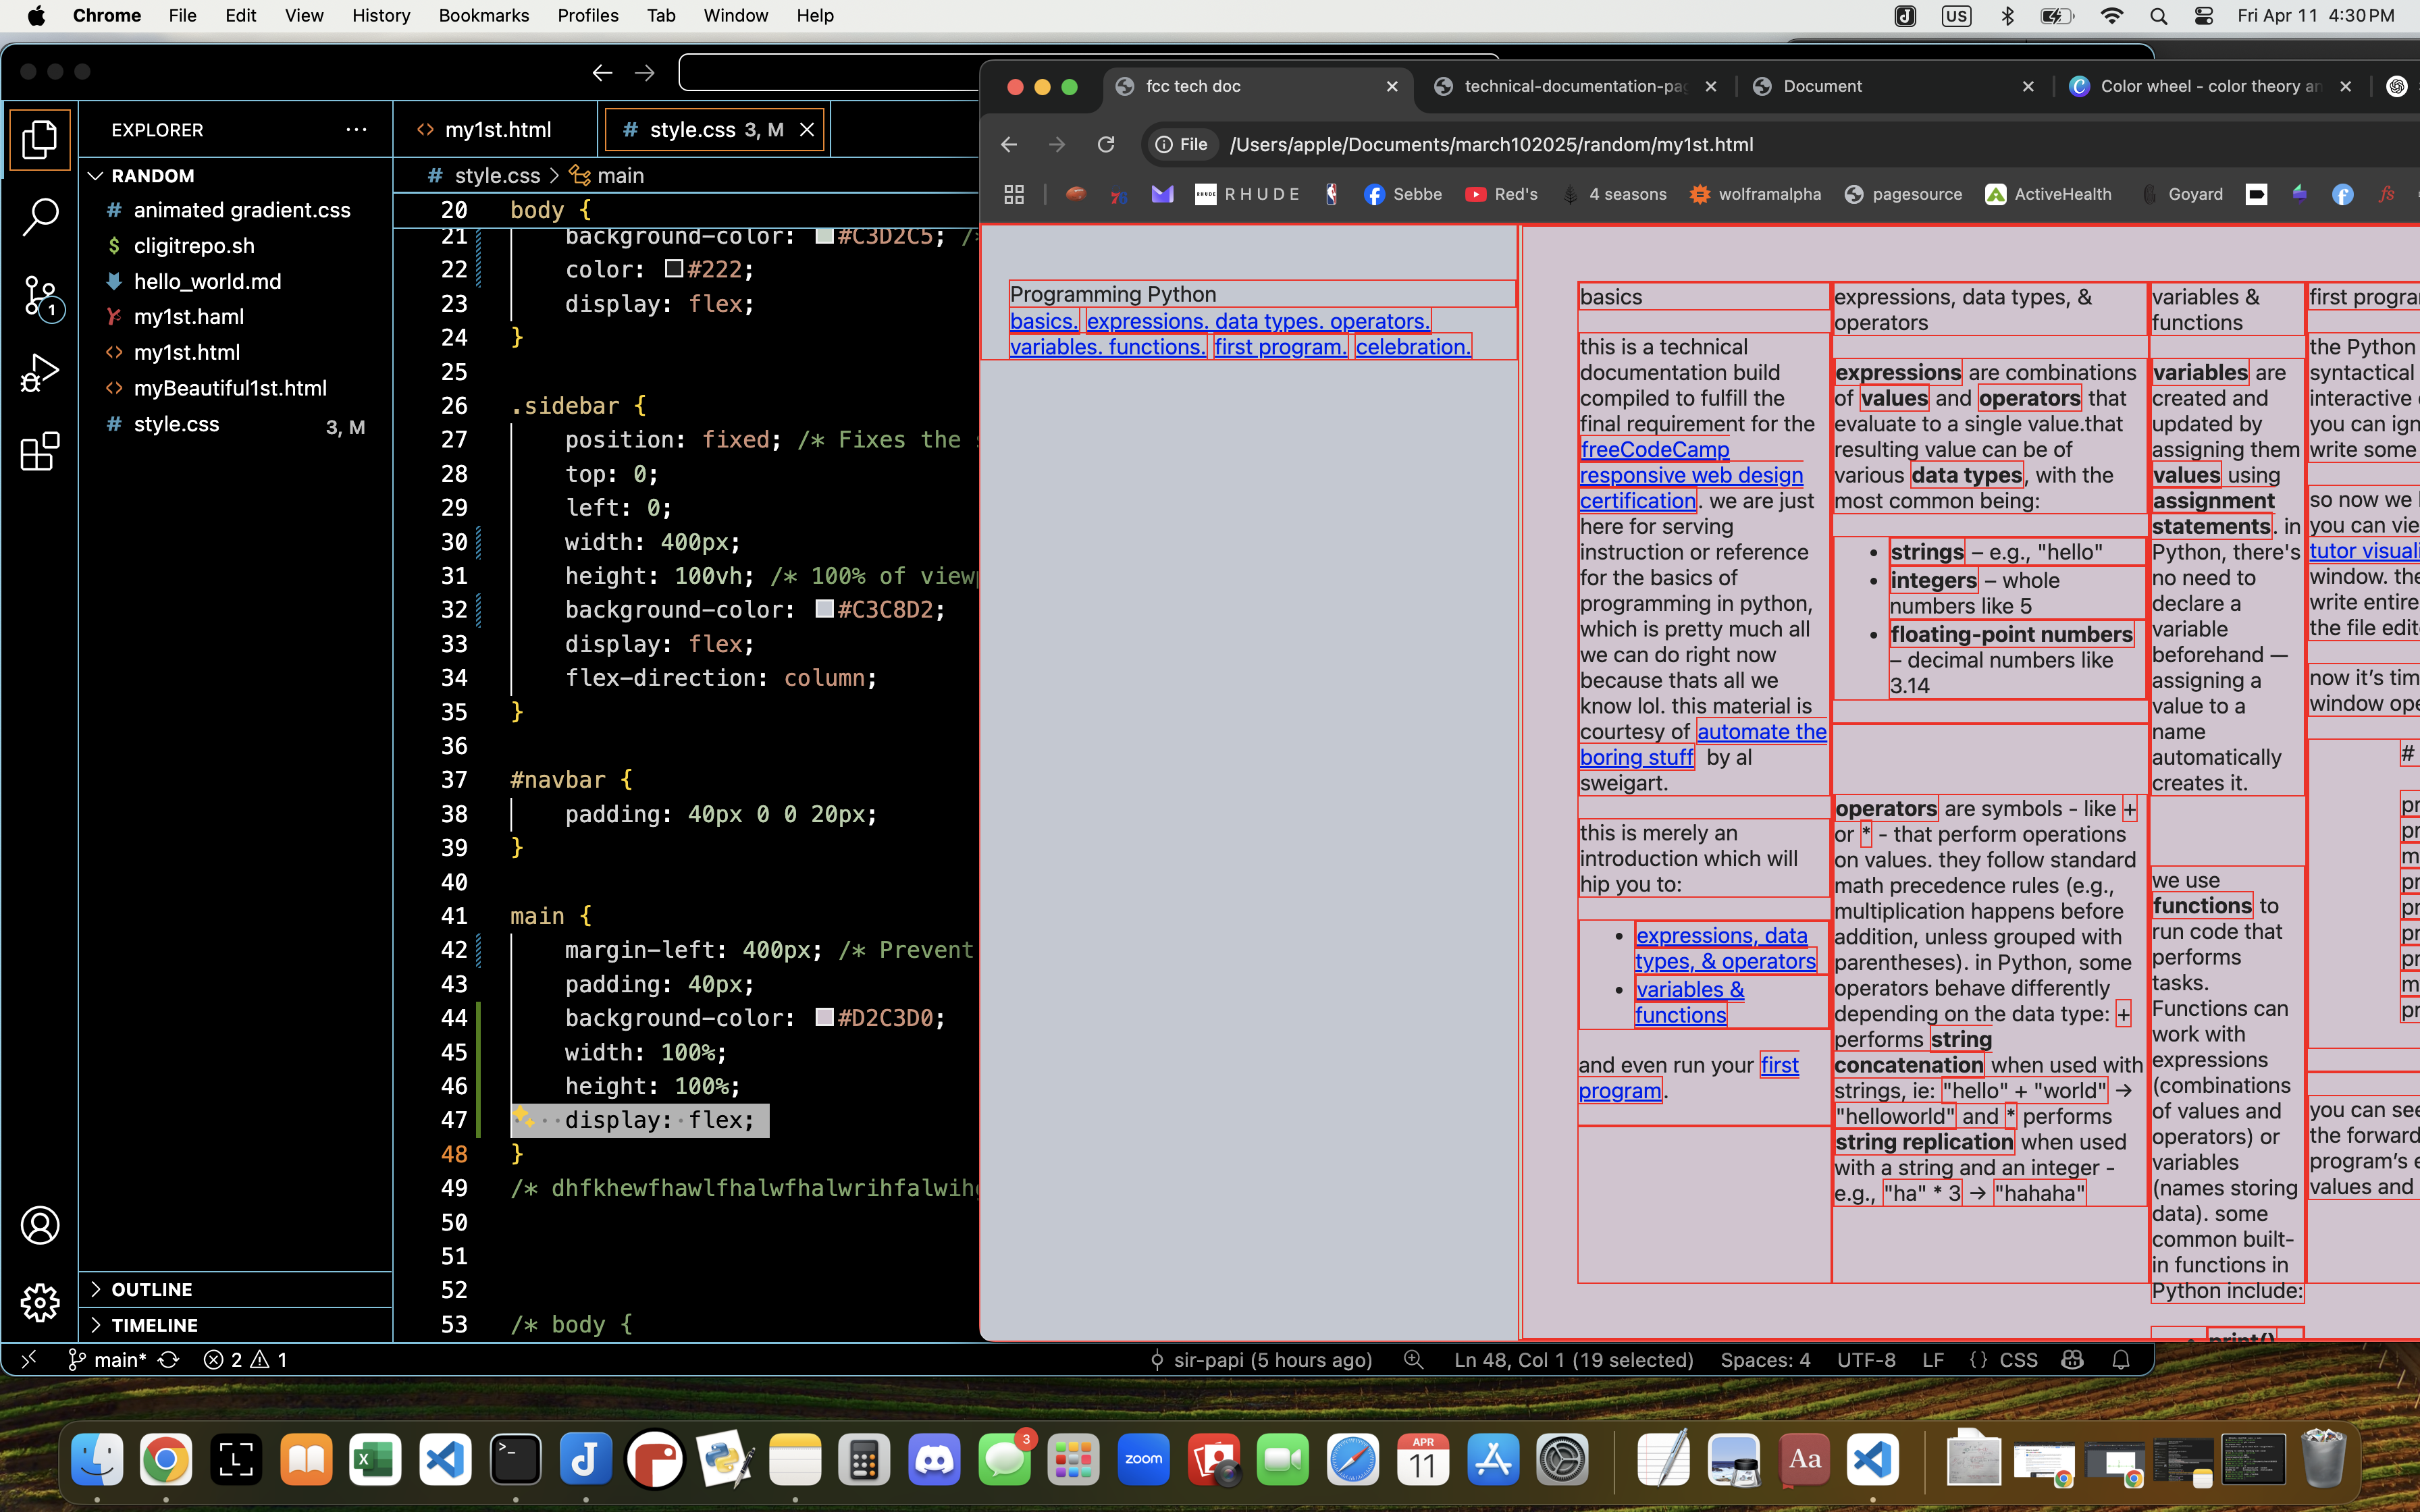 Chrome File Edit View History Bookmarks Profiles Tab Window Help US Fri Apr 11 4:30 PM
EXPLORER
RANDOM
animated gradient.css
cligitrepo.sh
hello_world.md
my1st.haml
my1st.html
myBeautiful1st.html
style.css 3, M
OUTLINE
TIMELINE
my1st.html
style.css 3, M
style.css > main
20 body {
21 background-color: #C3D2C5; /*
22 color: #222;
23 display: flex;
24 }
25
26 .sidebar {
27 position: fixed; /* Fixes the
28 top: 0;
29 left: 0;
30 width: 400px;
31 height: 100vh; /* 100% of view
32 background-color: #C3C8D2;
33 display: flex;
34 flex-direction: column;
35 }
36
37 #navbar {
38 padding: 40px 0 0 20px;
39 }
40
41 main {
42 margin-left: 400px; /* Prevent
43 padding: 40px;
44 background-color: #D2C3D0;
45 width: 100%;
46 height: 100%;
47 display: flex;
48 }
49 /* dhfkhewfhawlfhalwfhalwrihfalwih
50
51
52
53 /* body {
fcc tech doc
technical-documentation-pa
Document
Color wheel - color theory an
File /Users/apple/Documents/march102025/random/my1st.html
R H U D E
Sebbe
Red's
4 seasons
wolframalpha
pagesource
ActiveHealth
Goyard
fs
Programming Python
basics. expressions. data types. operators.
variables. functions. first program. celebration.
basics
this is a technical
documentation build
compiled to fulfill the
final requirement for the
freeCodeCamp
responsive web design
certification. we are just
here for serving
instruction or reference
for the basics of
programming in python,
which is pretty much all
we can do right now
because thats all we
know lol. this material is
courtesy of automate the
boring stuff by al
sweigart.
this is merely an
introduction which will
hip you to:
• expressions, data
types, & operators
• variables &
functions
and even run your first
program.
expressions, data types, &
operators
expressions are combinations
of values and operators that
evaluate to a single value.that
resulting value can be of
various data types, with the
most common being:
• strings – e.g., "hello"
• integers – whole
numbers like 5
• floating-point numbers
– decimal numbers like
3.14
operators are symbols - like +
or * - that perform operations
on values. they follow standard
math precedence rules (e.g.,
multiplication happens before
addition, unless grouped with
parentheses). in Python, some
operators behave differently
depending on the data type: +
performs string
concatenation when used with
strings, ie: "hello" + "world" →
"helloworld" and * performs
string replication when used
with a string and an integer -
e.g., "ha" * 3 → "hahaha"
variables &
functions
variables are
created and
updated by
assigning them
values using
assignment
statements. in
Python, there's
no need to
declare a
variable
beforehand —
assigning a
value to a
name
automatically
creates it.
we use
functions to
run code that
performs
tasks.
Functions can
work with
expressions
(combinations
of values and
operators) or
variables
(names storing
data). some
common built-
in functions in
Python include:
print()
first progra
the Python
syntactical
interactive
you can ign
write some
so now we
you can vie
tutor visuali
window. the
write entire
the file edit
now it's tim
window ope
#
pr
pr
m
pr
pr
pr
pr
m
pr
you can see
the forward
program's e
values and
main* 2 1 sir-papi (5 hours ago) Ln 48, Col 1 (19 selected) Spaces: 4 UTF-8 LF {} CSS
3
zoom
APR
11
Aa